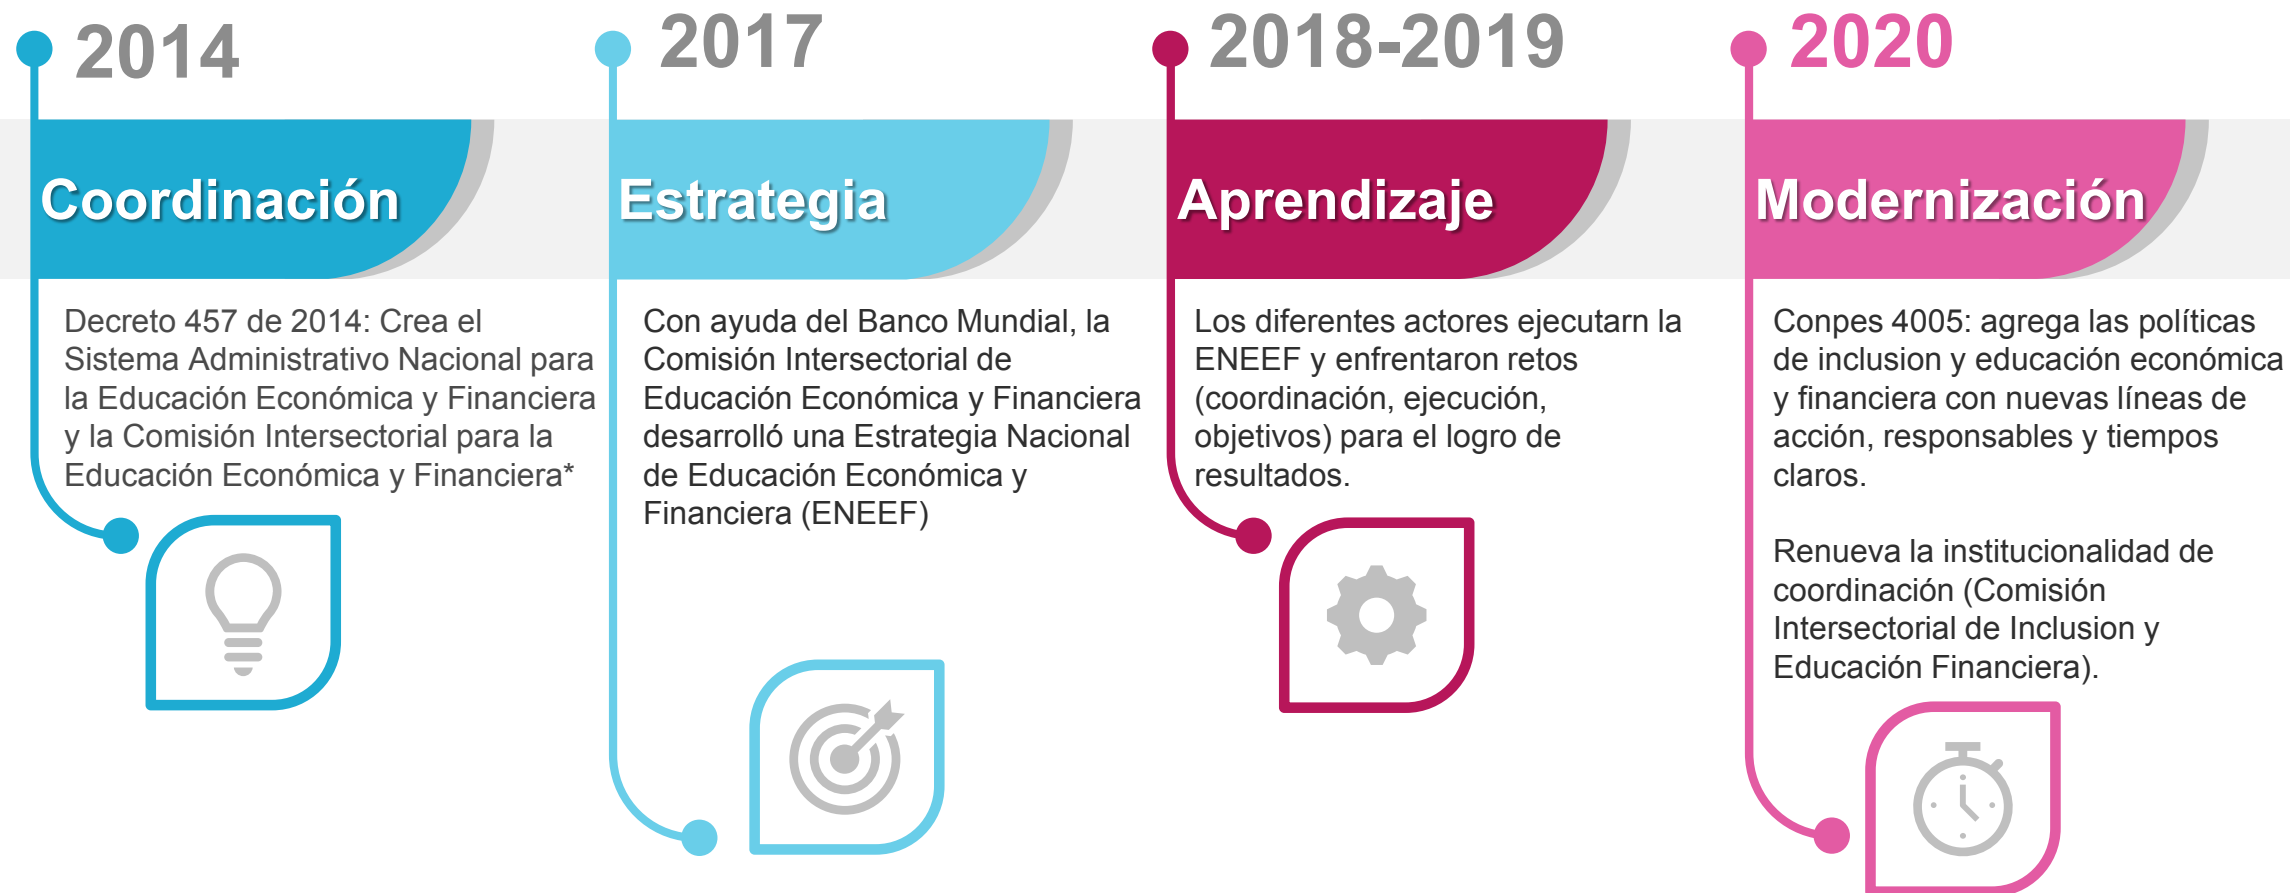 2014
Coordinación
Decreto 457 de 2014: Crea el
Sistema Administrativo Nacional para
la Educación Económica y Financiera
y la Comisión Intersectorial para la
Educación Económica y Financiera*
2017
Estrategia
Con ayuda del Banco Mundial, la
Comisión Intersectorial de
Educación Económica y Financiera
desarrolló una Estrategia Nacional
de Educación Económica y
Financiera (ENEEF)
2018-2019
Aprendizaje
Los diferentes actores ejecutarn la
ENEEF y enfrentaron retos
(coordinación, ejecución,
objetivos) para el logro de
resultados.
2020
Modernización
Conpes 4005: agrega las políticas
de inclusion y educación económica
y financiera con nuevas líneas de
acción, responsables y tiempos
claros.
Renueva la institucionalidad de
coordinación (Comisión
Intersectorial de Inclusion y
Educación Financiera).